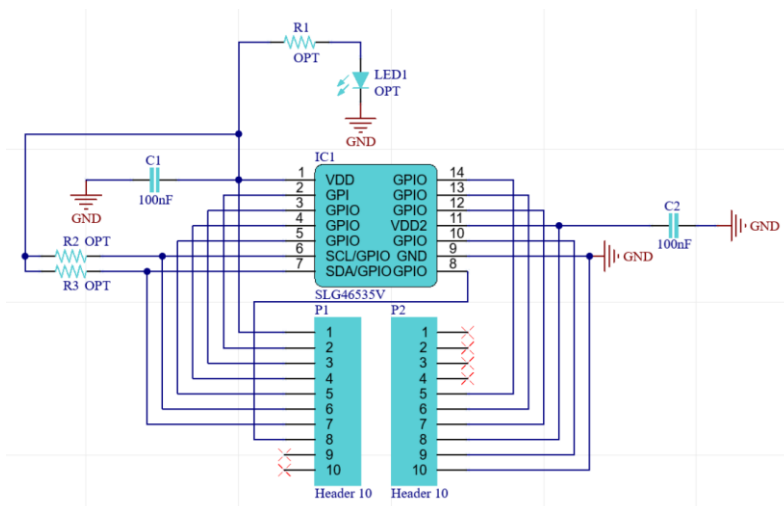 R1
OPT
LED1
OPT
GND
C1
100nF
GND
IC1
1 VDD GPIO 14
2 GPI GPIO 13
3 GPIO GPIO 12
4 GPIO VDD2 11
5 GPIO GPIO 10
6 SCL/GPIO GND 9
7 SDA/GPIO GPIO 8
SLG46535V
C2
100nF
GND
GND
R2 OPT
R3 OPT
P1
1
2
3
4
5
6
7
8
9
10
Header 10
P2
1
2
3
4
5
6
7
8
9
10
Header 10